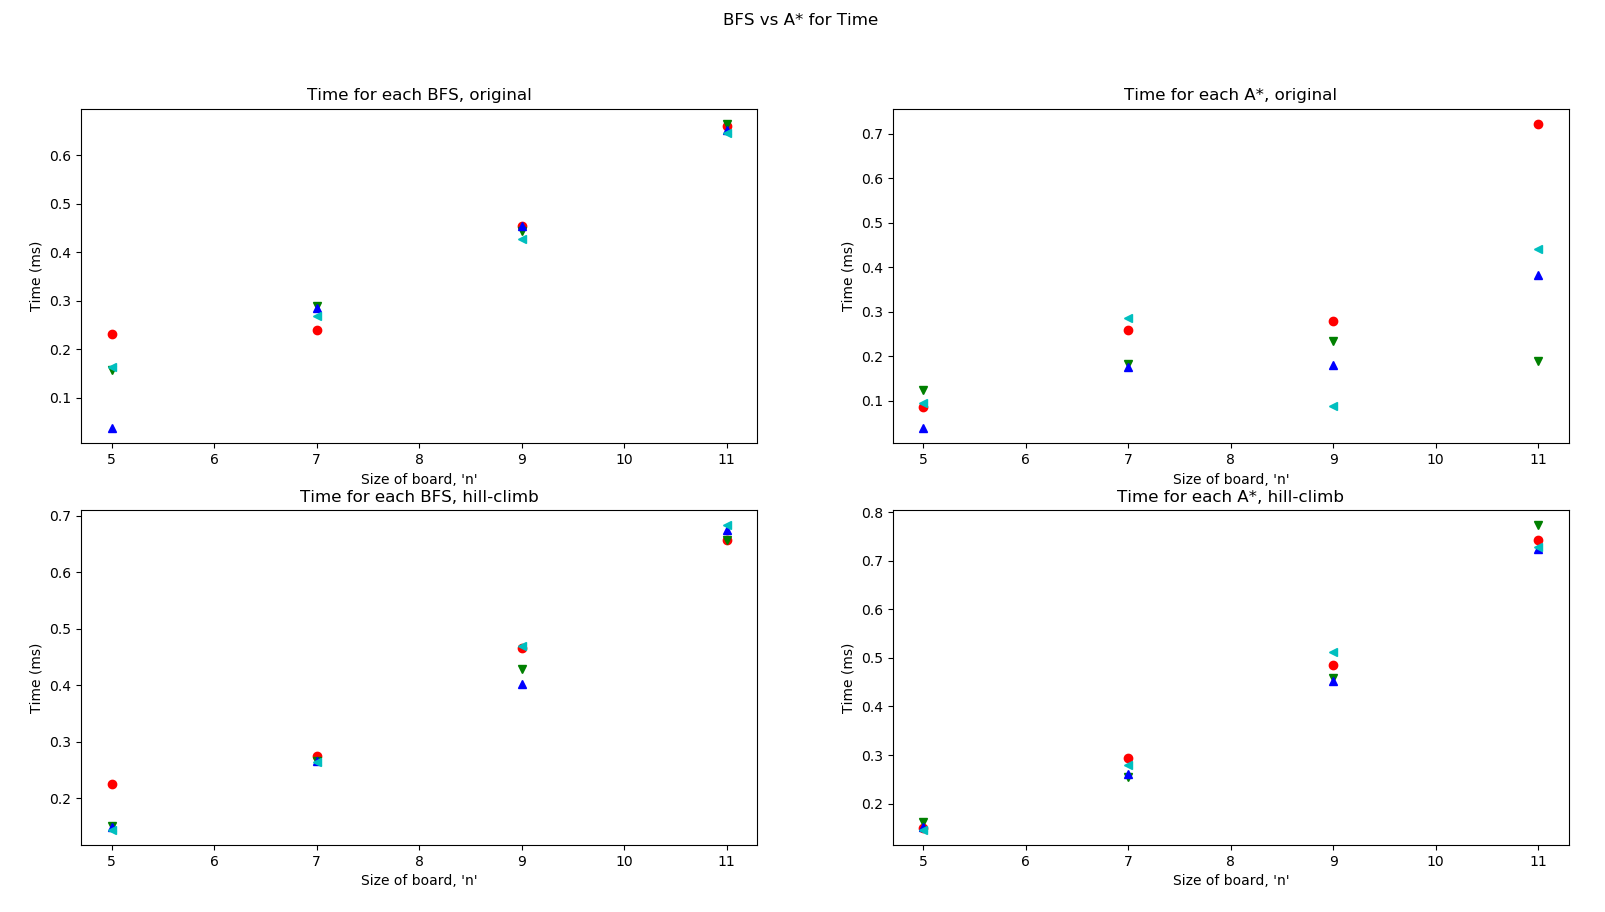 BFS vs A* for Time
Time for each BFS, original
Time (ms)
0.6
0.5
0.4
0.3
0.2
0.1
5 6 7 8 9 10 11
Size of board, 'n'
Time for each A*, original
Time (ms)
0.7
0.6
0.5
0.4
0.3
0.2
0.1
5 6 7 8 9 10 11
Size of board, 'n'
Time for each BFS, hill-climb
Time (ms)
0.7
0.6
0.5
0.4
0.3
0.2
5 6 7 8 9 10 11
Size of board, 'n'
Time for each A*, hill-climb
Time (ms)
0.8
0.7
0.6
0.5
0.4
0.3
0.2
5 6 7 8 9 10 11
Size of board, 'n'